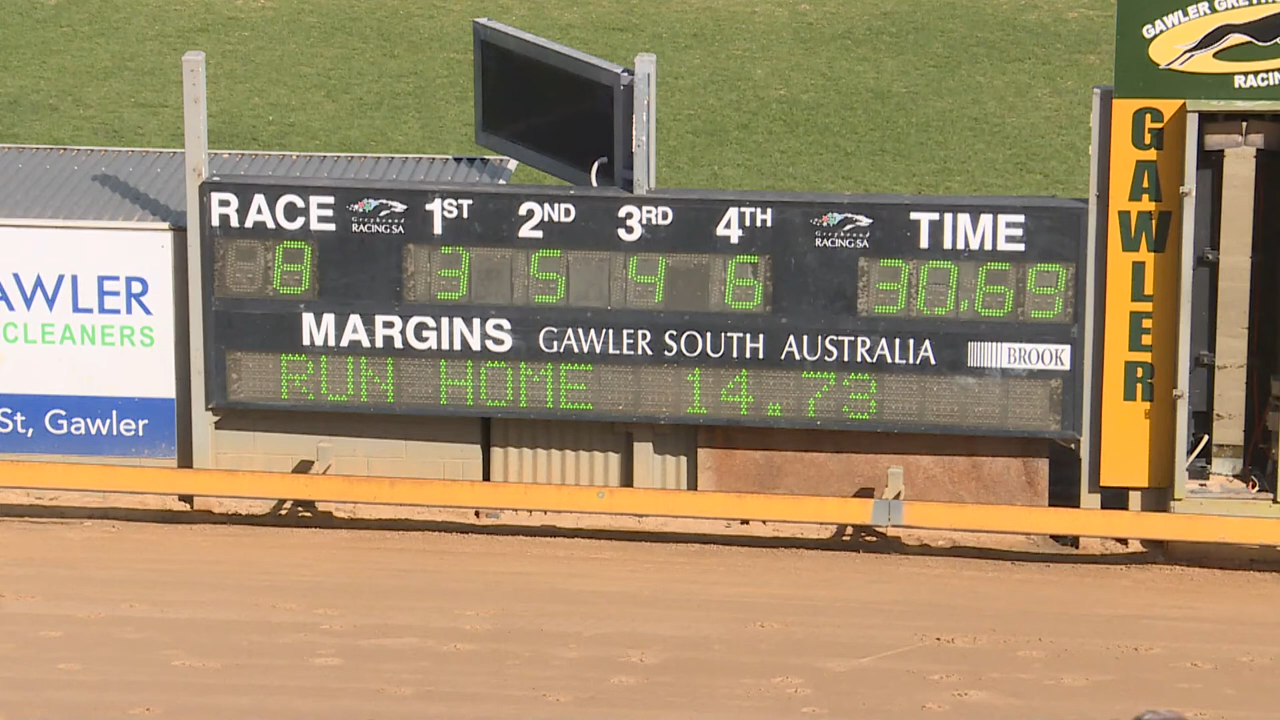 GAWLER GREYH
RACIN
GAWLER
RACE 1ST 2ND 3RD 4TH TIME
Greyhound RACING SA
Greyhound RACING SA
8 3 5 4 6 30.69
MARGINS GAWLER SOUTH AUSTRALIA BROOK
RUN HOME 14.73
AWLER
CLEANERS
St, Gawler